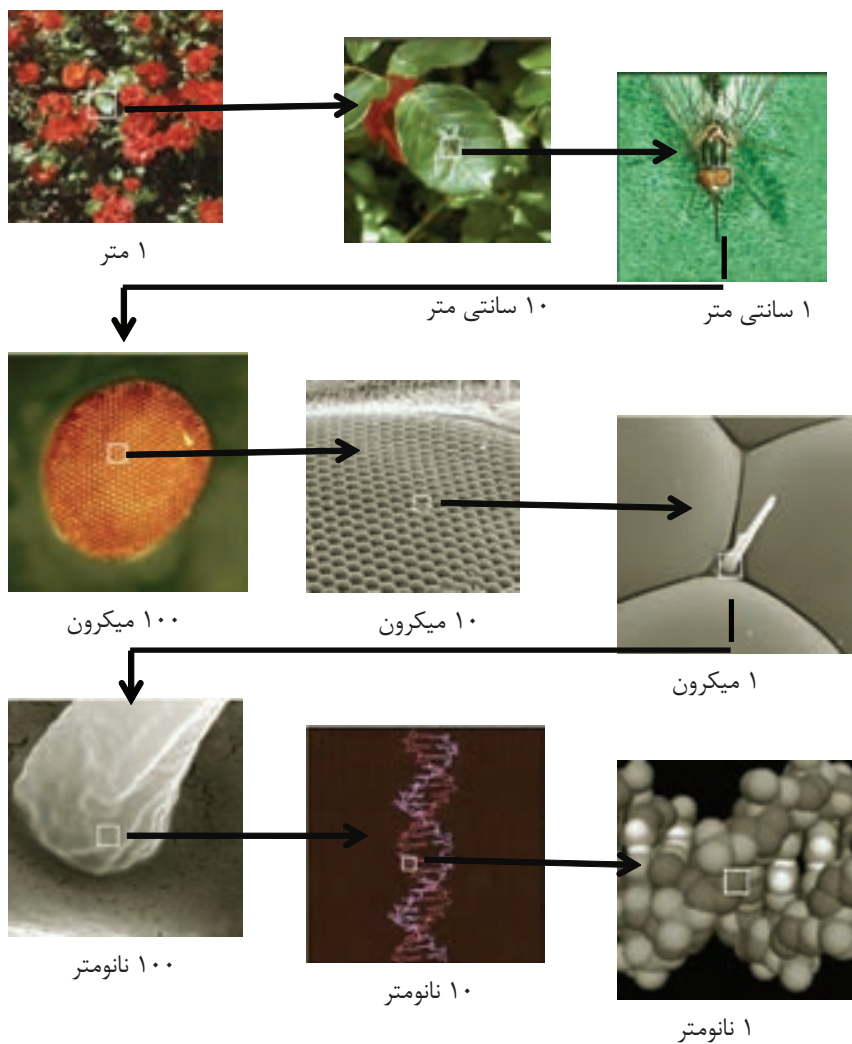 ۱ متر
۱۰ سانتی متر
۱ سانتی متر
۱۰۰ میکرون
۱۰ میکرون
۱ میکرون
۱۰۰ نانومتر
۱۰ نانومتر
۱ نانومتر